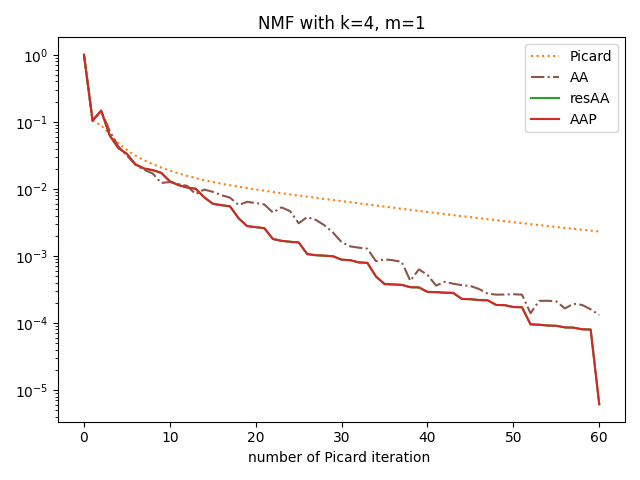 NMF with k=4, m=1
Picard
AA
resAA
AAP
10⁰
10⁻¹
10⁻²
10⁻³
10⁻⁴
10⁻⁵
0 10 20 30 40 50 60
number of Picard iteration